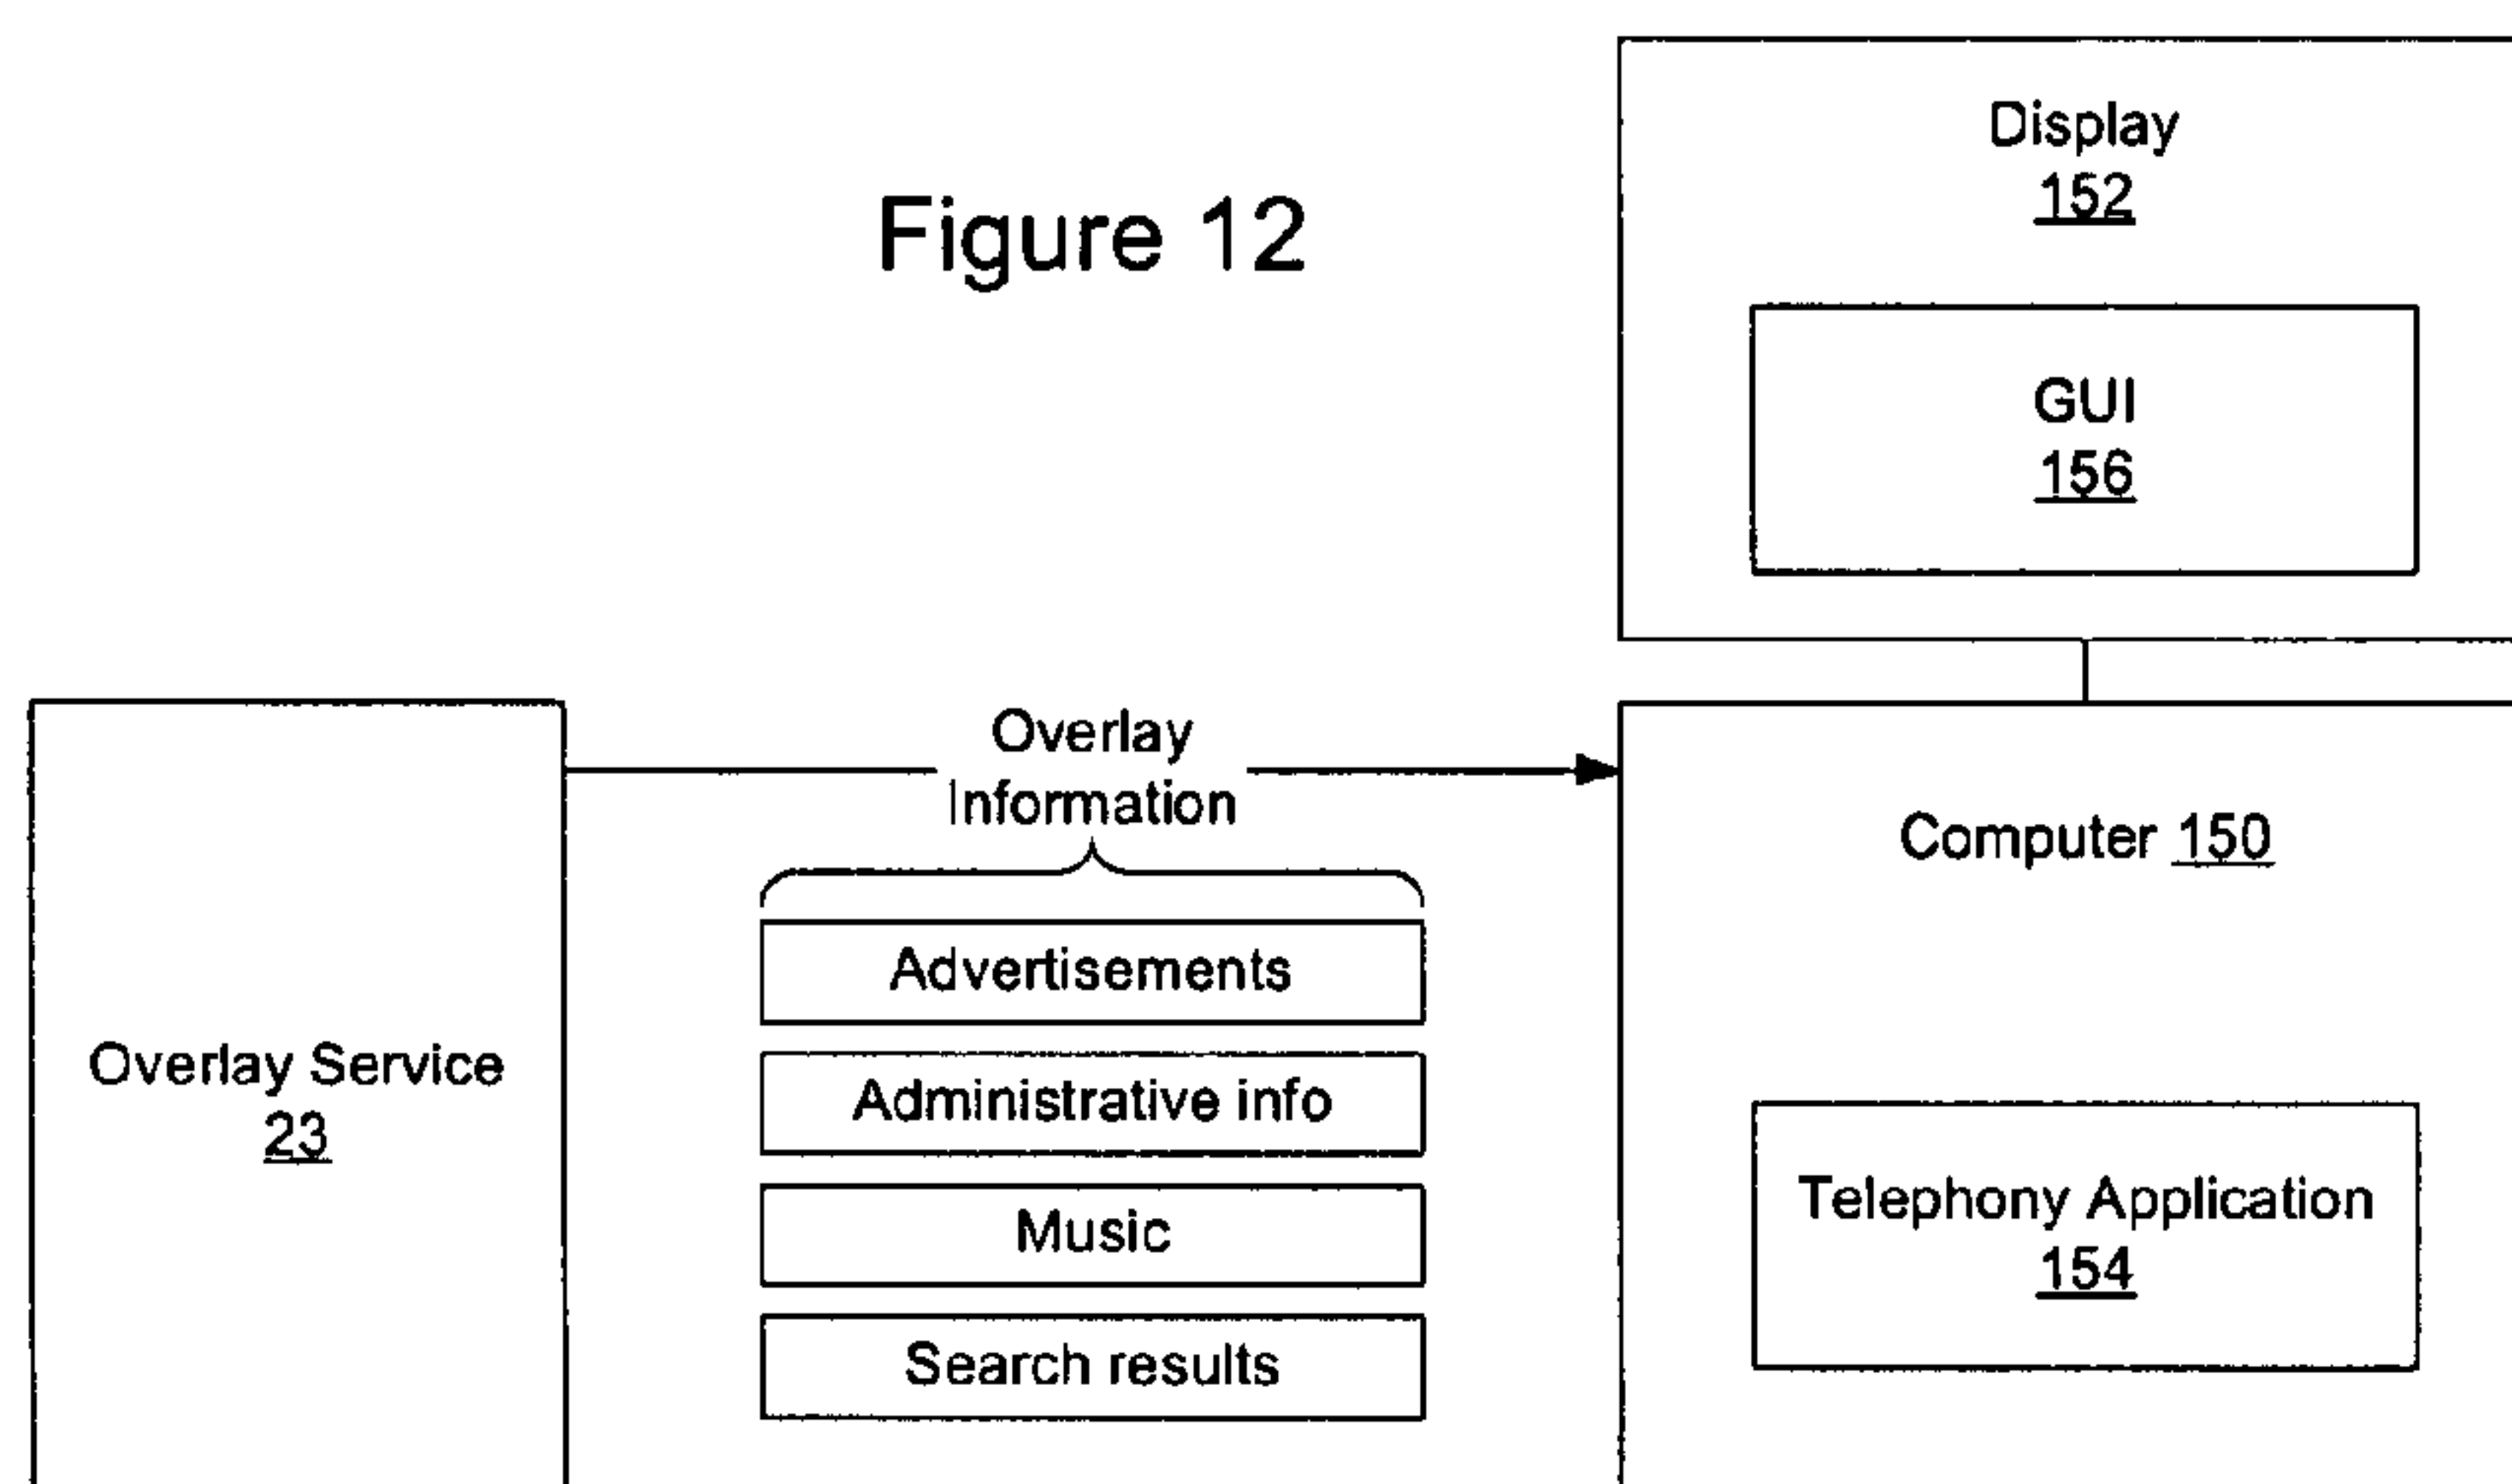 Figure 12
Display
152
GUI
156
Overlay
Information
Computer 150
Advertisements
Overlay Service
23
Administrative info
Music
Search results
Telephony Application
154